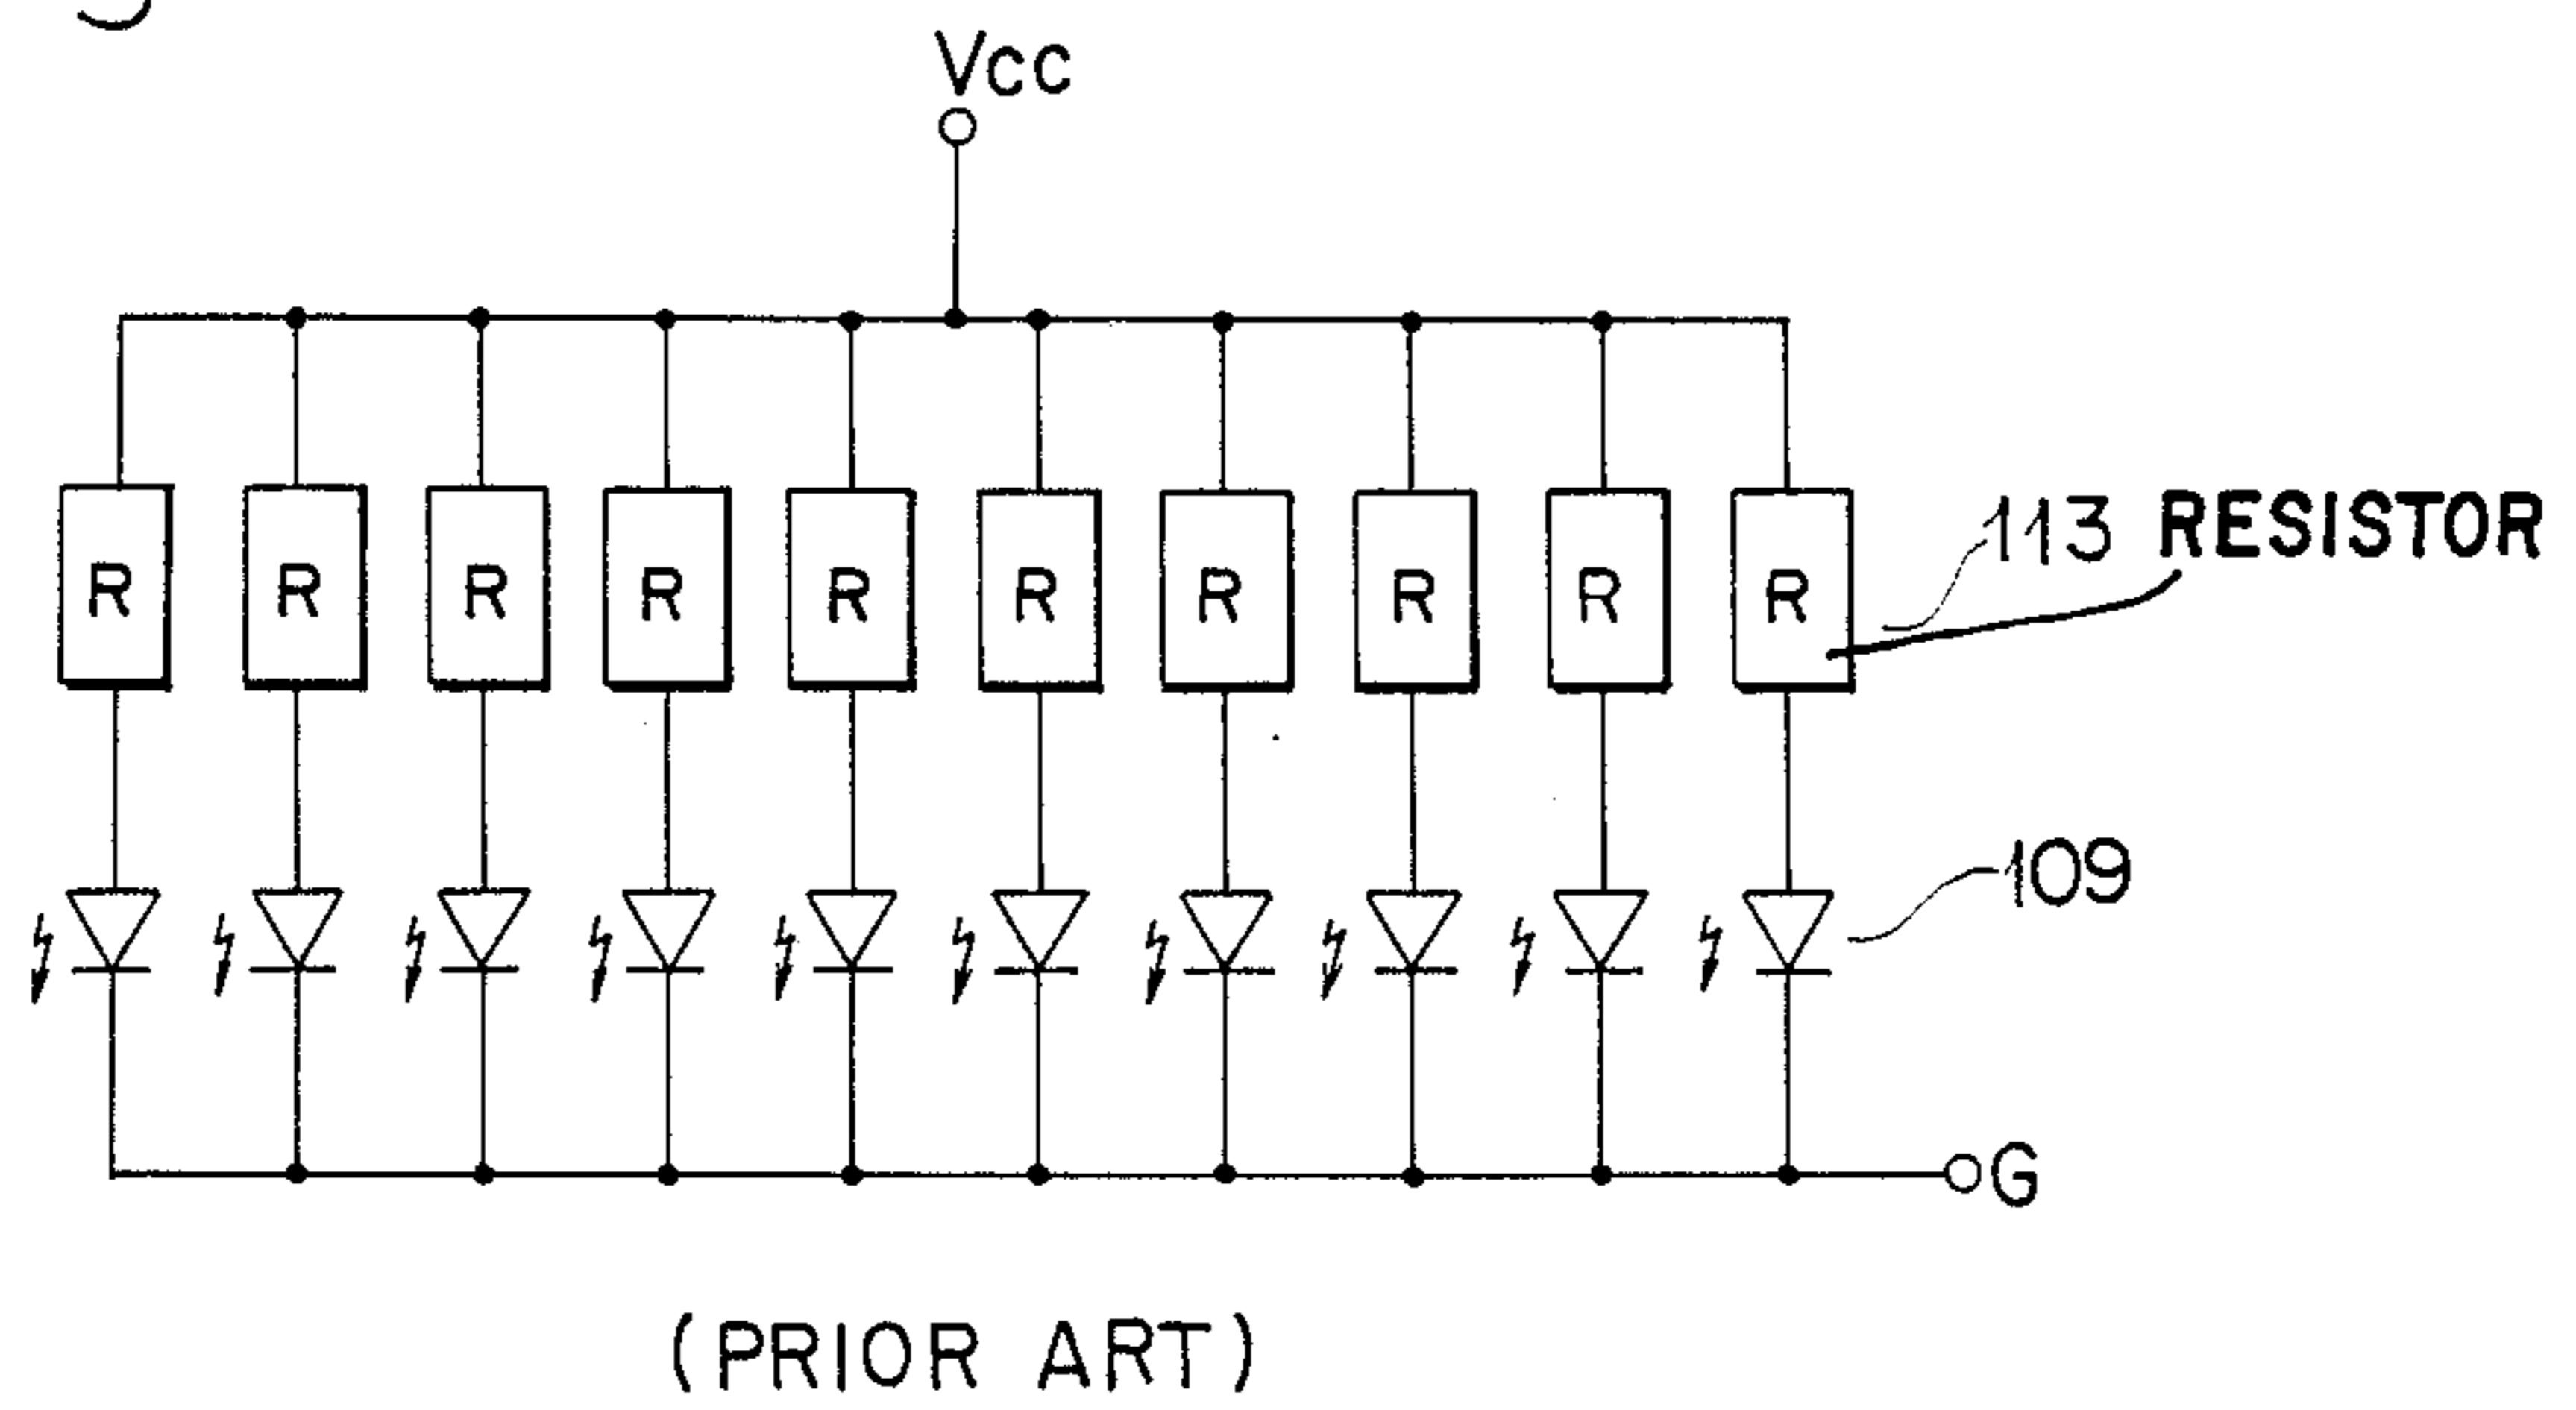 Vcc
R R R R R R R R R R
113 RESISTOR
109
G
(PRIOR ART)